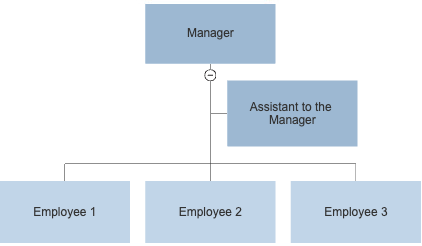 Manager
Assistant to the
Manager
Employee 1
Employee 2
Employee 3